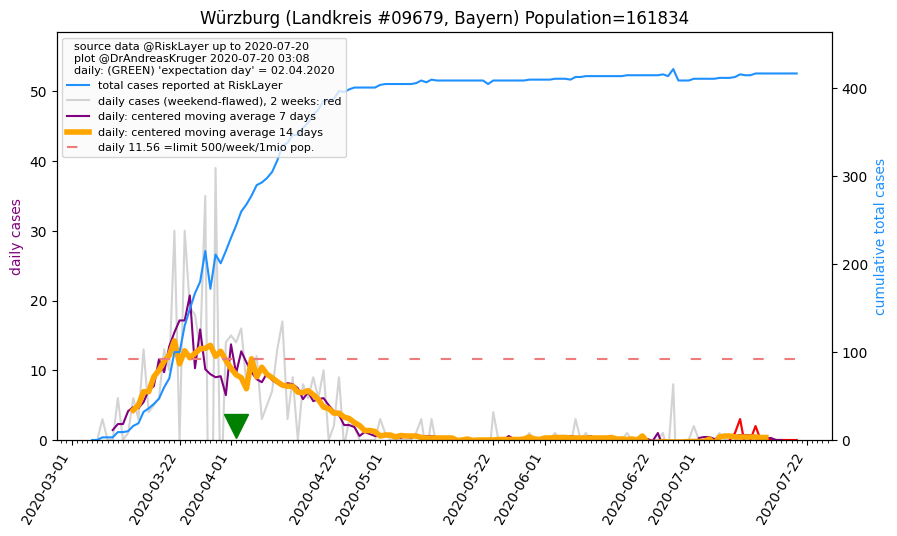 Würzburg (Landkreis #09679, Bayern) Population=161834
source data @RiskLayer up to 2020-07-20
plot @DrAndreasKruger 2020-07-20 03:08
daily: (GREEN) 'expectation day' = 02.04.2020
total cases reported at RiskLayer
daily cases (weekend-flawed), 2 weeks: red
daily: centered moving average 7 days
daily: centered moving average 14 days
daily 11.56 =limit 500/week/1mio pop.
daily cases
50
40
30
20
10
0
cumulative total cases
400
300
200
100
0
2020-03-01
2020-03-22
2020-04-01
2020-04-22
2020-05-01
2020-05-22
2020-06-01
2020-06-22
2020-07-01
2020-07-22